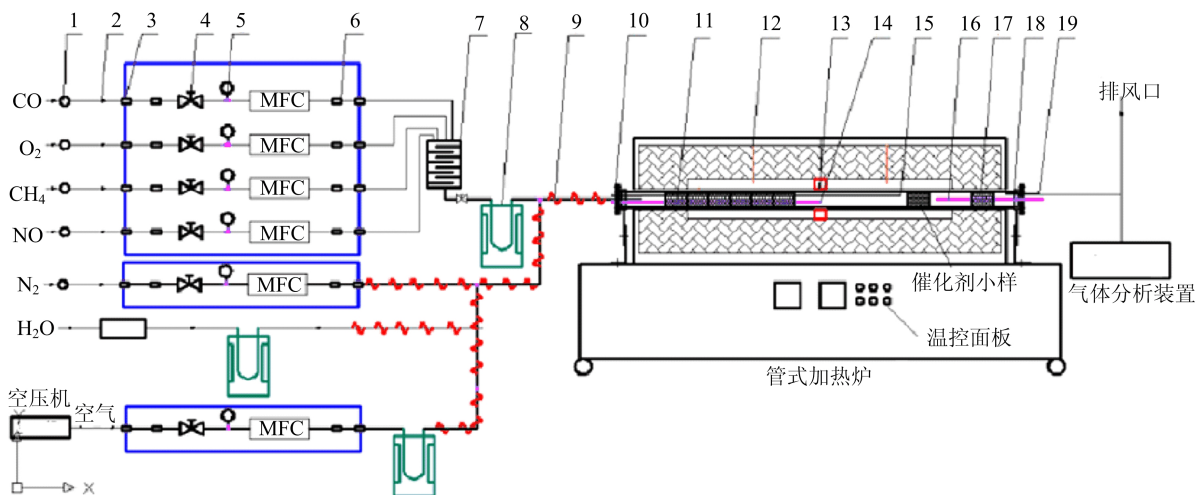 1 2 3 4 5 6 7 8 9 10 11 12 13 14 15 16 17 18 19
CO MFC
排风口
O₂ MFC
CH₄ MFC
NO MFC
N₂ MFC
催化剂小样
气体分析装置
H₂O
温控面板
管式加热炉
空压机
空气
MFC
Y
X